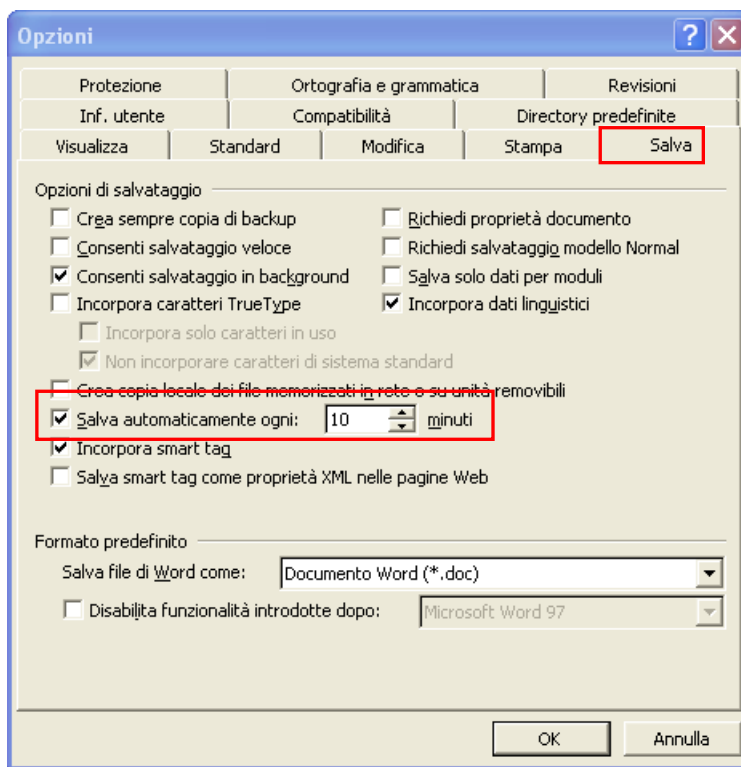 Opzioni
Protezione Ortografia e grammatica Revisioni
Inf. utente Compatibilità Directory predefinite
Visualizza Standard Modifica Stampa Salva
Opzioni di salvataggio
Crea sempre copia di backup Richiedi proprietà documento
Consenti salvataggio veloce Richiedi salvataggio modello Normal
Consenti salvataggio in background Salva solo dati per moduli
Incorpora caratteri TrueType Incorpora dati linguistici
Incorpora solo caratteri in uso
Non incorporare caratteri di sistema standard
Crea copia locale dei file memorizzati in rete o su unità removibili
Salva automaticamente ogni: 10 minuti
Incorpora smart tag
Salva smart tag come proprietà XML nelle pagine Web
Formato predefinito
Salva file di Word come: Documento Word (*.doc)
Disabilita funzionalità introdotte dopo: Microsoft Word 97
OK Annulla